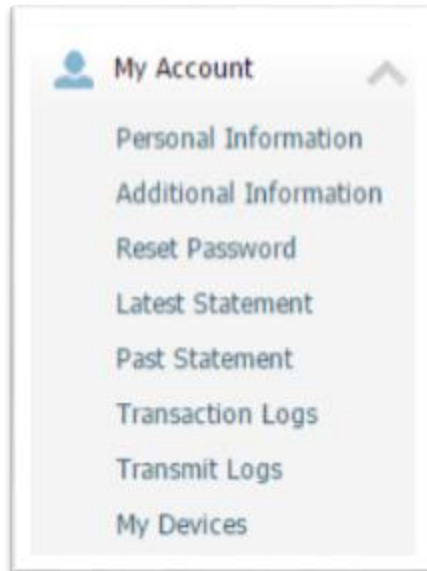 My Account
Personal Information
Additional Information
Reset Password
Latest Statement
Past Statement
Transaction Logs
Transmit Logs
My Devices